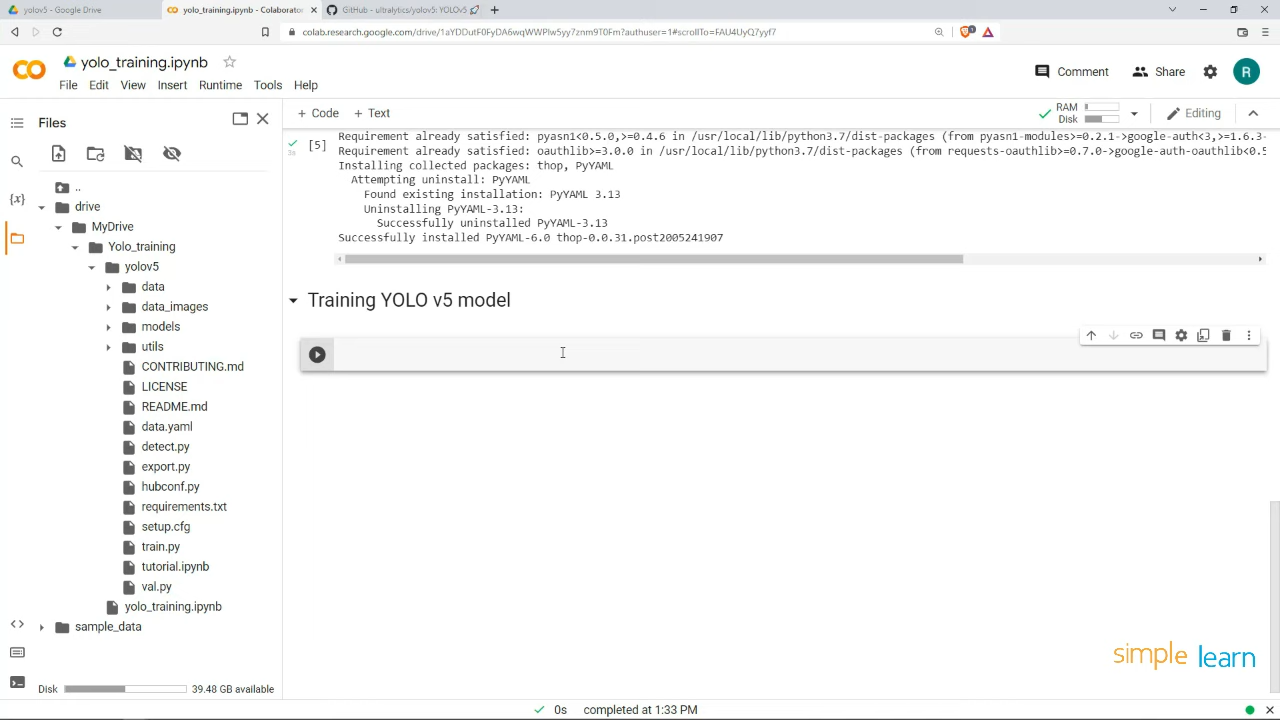 yolov5 - Google Drive
yolo_training.ipynb - Colaborator
GitHub - ultralytics/yolov5: YOLOv5
colab.research.google.com/drive/1aYDDutF0FyDA6wqWWPlw5yy7znm9T0Fm?authuser=1#scrollTo=FAU4UyQ7yyf7
yolo_training.ipynb
File Edit View Insert Runtime Tools Help
Comment
Share
R
Files
+ Code + Text
RAM
Disk
Editing
..
drive
MyDrive
Yolo_training
yolov5
data
data_images
models
utils
CONTRIBUTING.md
LICENSE
README.md
data.yaml
detect.py
export.py
hubconf.py
requirements.txt
setup.cfg
train.py
tutorial.ipynb
val.py
yolo_training.ipynb
sample_data
Disk 39.48 GB available
[5]
3s
Requirement already satisfied: pyasn1<0.5.0,>=0.4.6 in /usr/local/lib/python3.7/dist-packages (from pyasn1-modules>=0.2.1->google-auth<3,>=1.6.3-
Requirement already satisfied: oauthlib>=3.0.0 in /usr/local/lib/python3.7/dist-packages (from requests-oauthlib>=0.7.0->google-auth-oauthlib<0.5
Installing collected packages: thop, PyYAML
Attempting uninstall: PyYAML
Found existing installation: PyYAML 3.13
Uninstalling PyYAML-3.13:
Successfully uninstalled PyYAML-3.13
Successfully installed PyYAML-6.0 thop-0.0.31.post2005241907
Training YOLO v5 model
simplelearn
0s completed at 1:33 PM